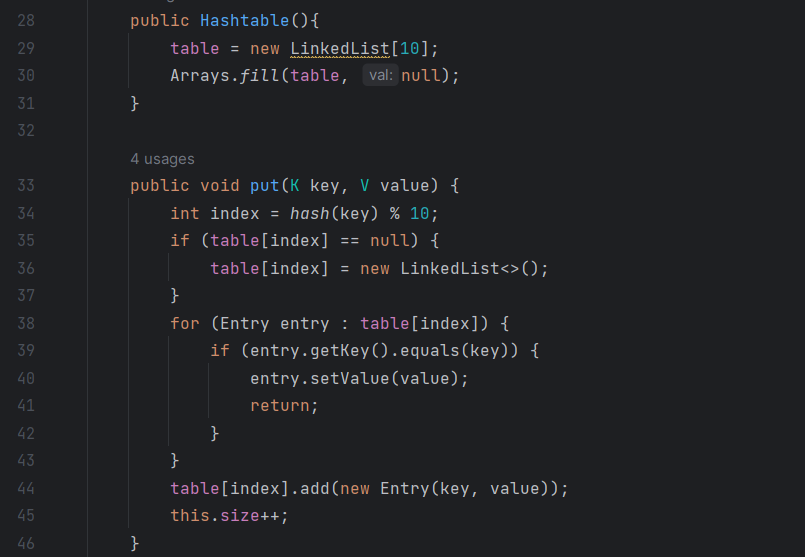 28 public Hashtable(){
29 table = new LinkedList[10];
30 Arrays.fill(table, val: null);
31 }
32
4 usages
33 public void put(K key, V value) {
34 int index = hash(key) % 10;
35 if (table[index] == null) {
36 table[index] = new LinkedList<>();
37 }
38 for (Entry entry : table[index]) {
39 if (entry.getKey().equals(key)) {
40 entry.setValue(value);
41 return;
42 }
43 }
44 table[index].add(new Entry(key, value));
45 this.size++;
46 }